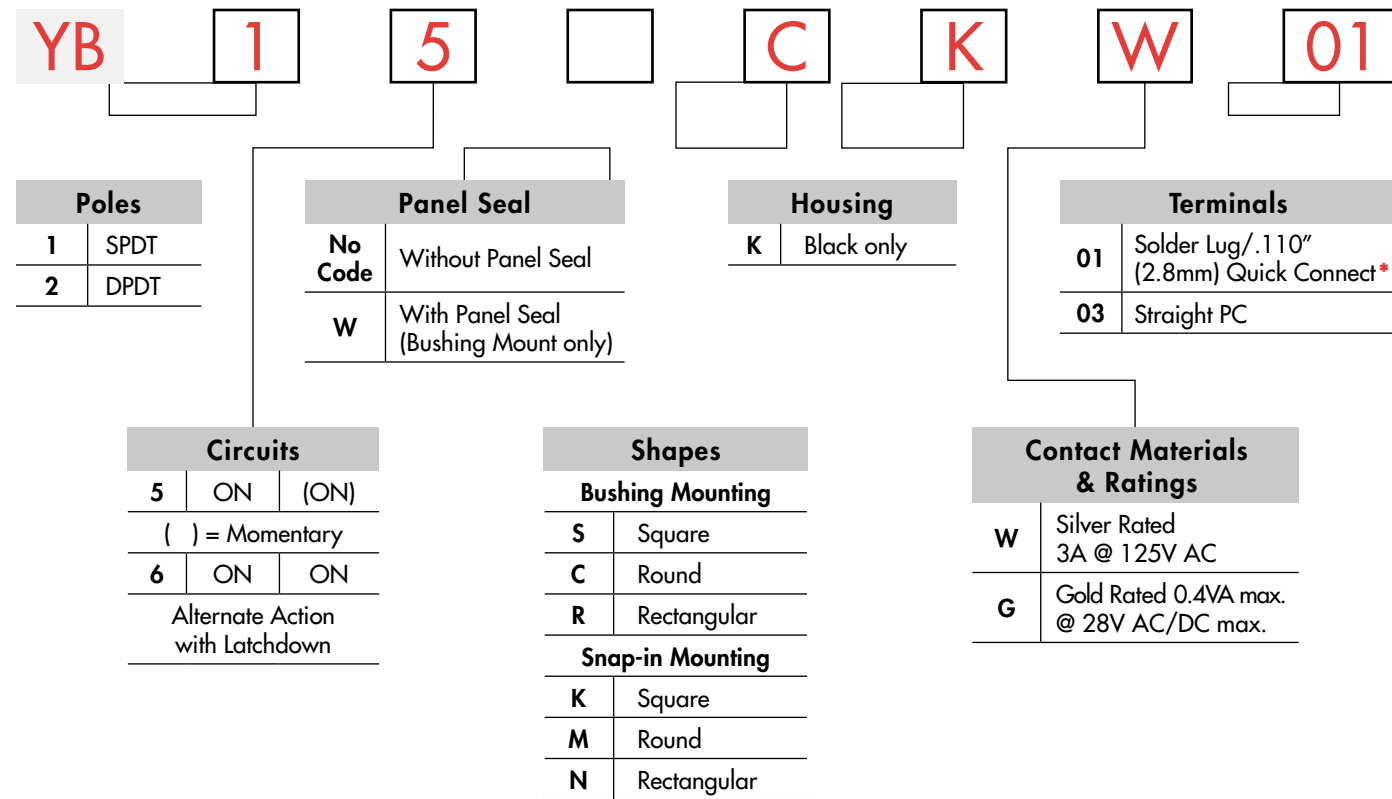 YB 1 5 C K W 01
Poles
1 SPDT
2 DPDT
Panel Seal
No
Code Without Panel Seal
W With Panel Seal
(Bushing Mount only)
Housing
K Black only
Terminals
01 Solder Lug/.110”
(2.8mm) Quick Connect*
03 Straight PC
Circuits
5 ON (ON)
( ) = Momentary
6 ON ON
Alternate Action
with Latchdown
Shapes
Bushing Mounting
S Square
C Round
R Rectangular
Snap-in Mounting
K Square
M Round
N Rectangular
Contact Materials
& Ratings
W Silver Rated
3A @ 125V AC
G Gold Rated 0.4VA max.
@ 28V AC/DC max.